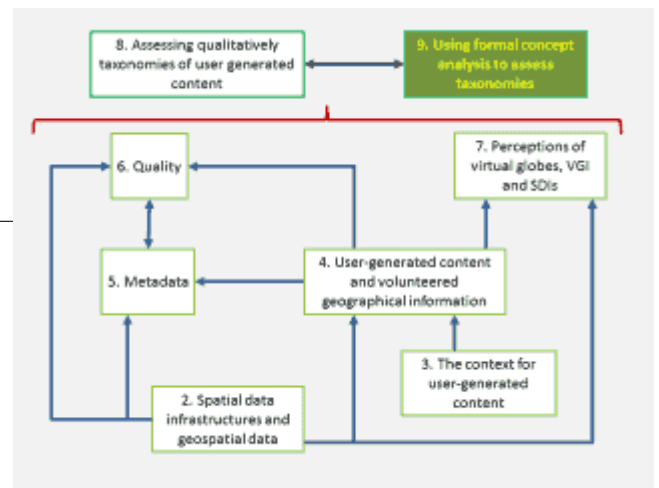 8. Assessing qualitatively
taxonomies of user generated
content
9. Using formal concept
analysis to assess
taxonomies
6. Quality
7. Perceptions of
virtual globes, VGI
and SDIs
5. Metadata
4. User-generated content
and volunteered
geographical information
3. The context for
user-generated
content
2. Spatial data
infrastructures and
geospatial data